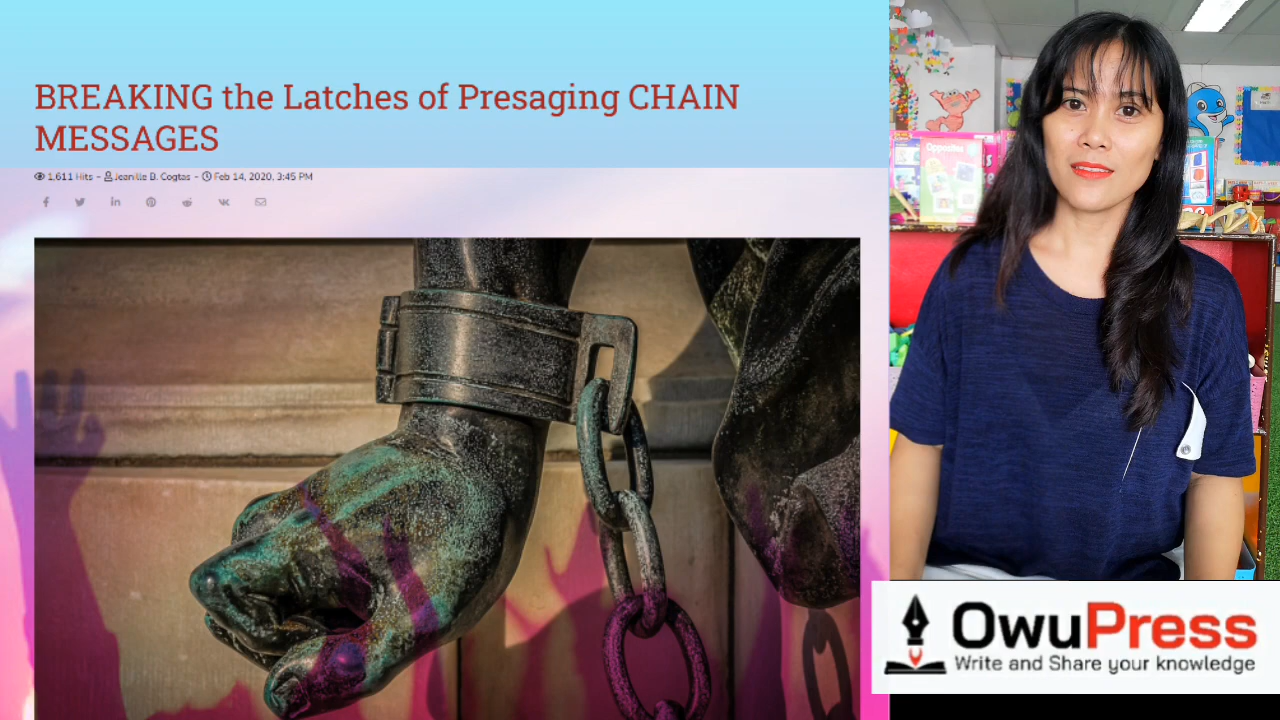 BREAKING the Latches of Presaging CHAIN
MESSAGES
1,611 Hits - Jeanille B. Cogtas - Feb 14, 2020, 3:45 PM
Opposites
OwuPress
Write and Share your knowledge